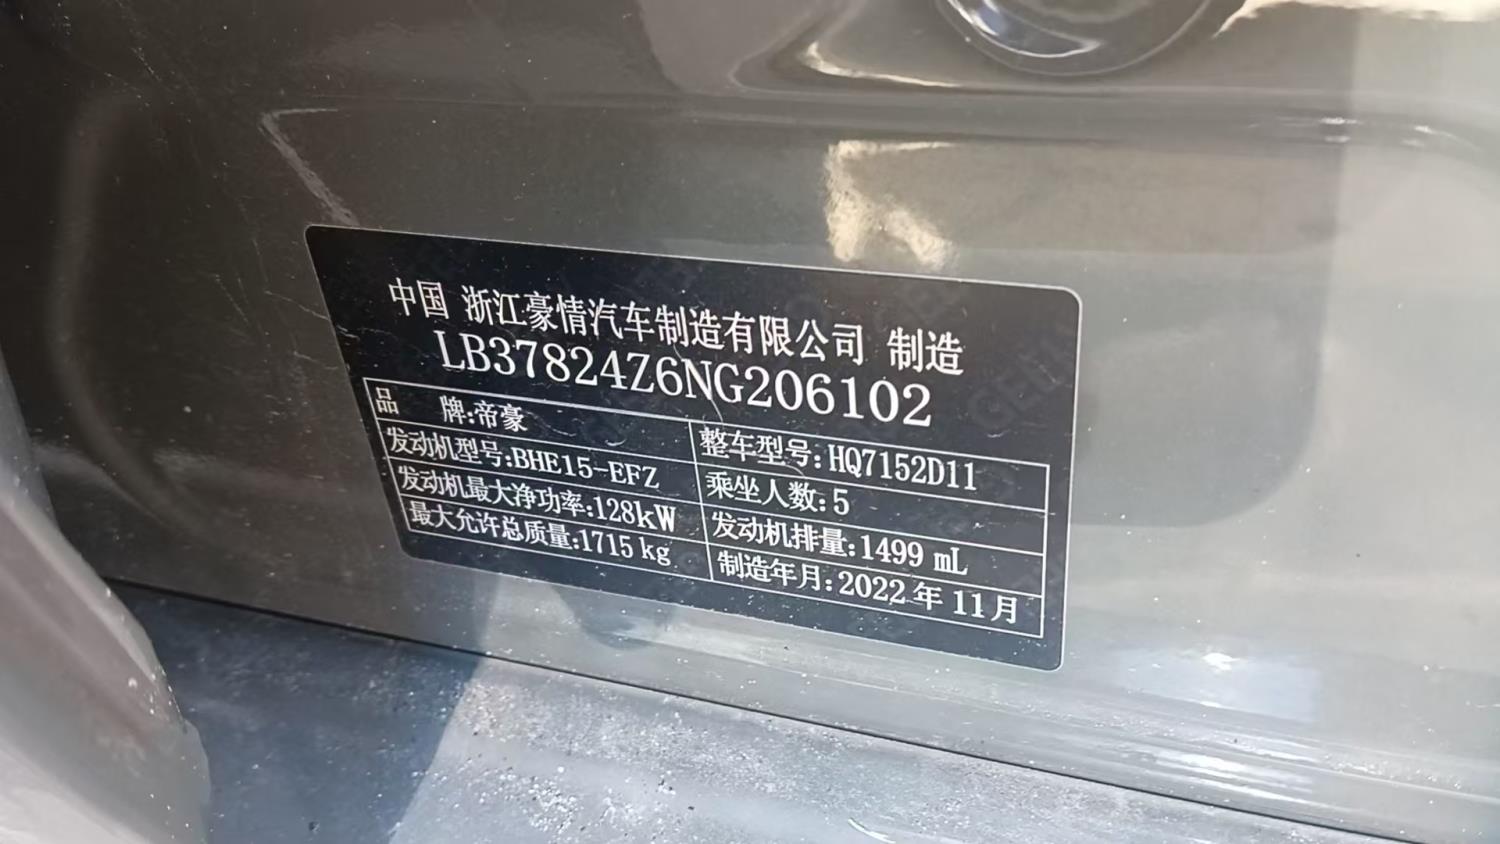 中国 浙江豪情汽车制造有限公司 制造
LB37824Z6NG206102
品 牌:帝豪 整车型号:HQ7152D11
发动机型号:BHE15-EFZ 乘坐人数:5
发动机最大净功率:128kW 发动机排量:1499 mL
最大允许总质量:1715 kg 制造年月:2022年11月